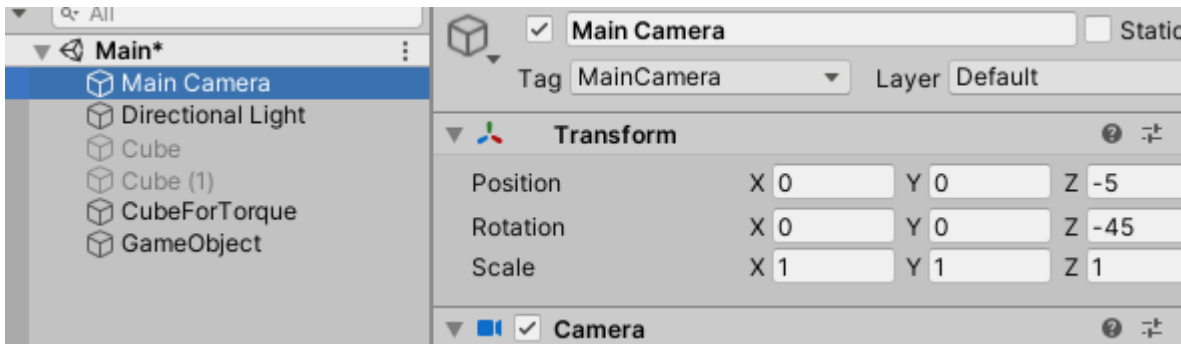 All
Main*
Main Camera
Directional Light
Cube
Cube (1)
CubeForTorque
GameObject
Main Camera
Static
Tag MainCamera Layer Default
Transform
Position X 0 Y 0 Z -5
Rotation X 0 Y 0 Z -45
Scale X 1 Y 1 Z 1
Camera